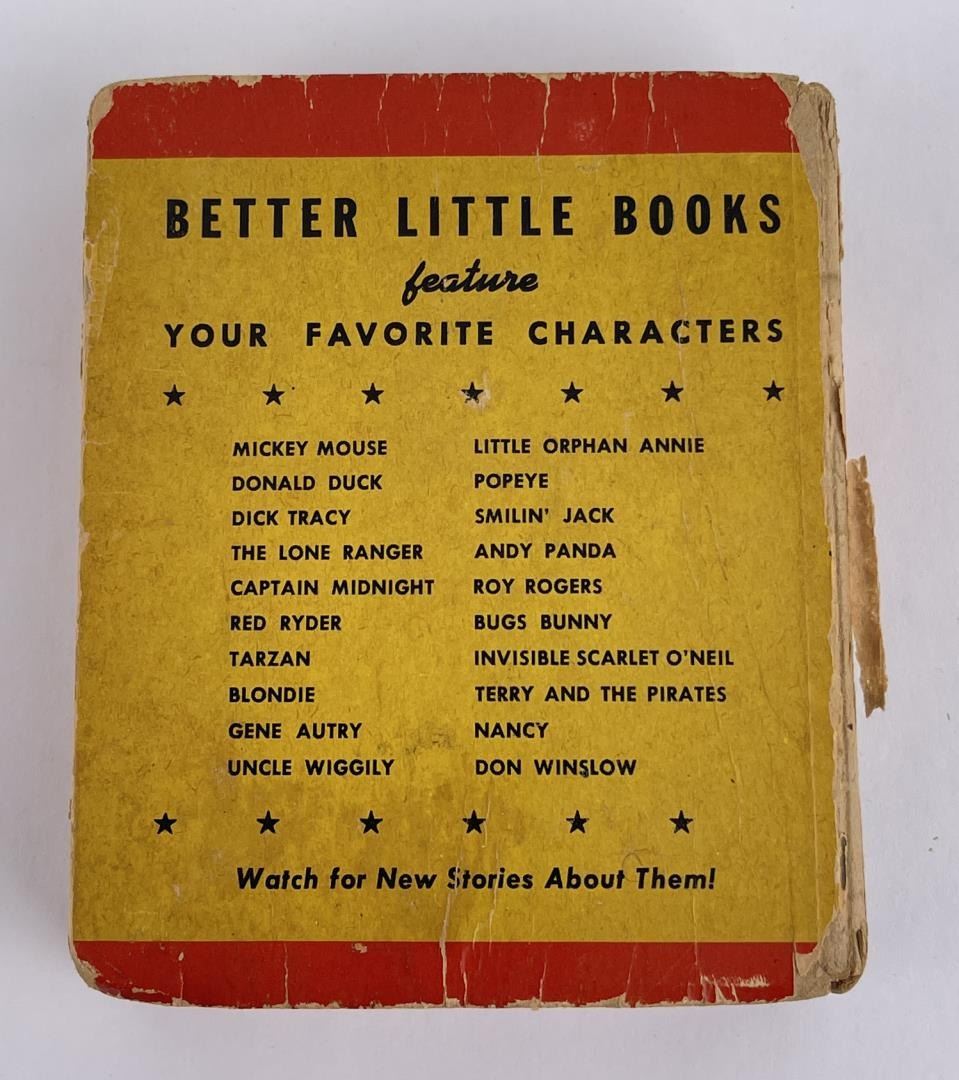 BETTER LITTLE BOOKS
feature
YOUR FAVORITE CHARACTERS
MICKEY MOUSE
DONALD DUCK
DICK TRACY
THE LONE RANGER
CAPTAIN MIDNIGHT
RED RYDER
TARZAN
BLONDIE
GENE AUTRY
UNCLE WIGGILY
LITTLE ORPHAN ANNIE
POPEYE
SMILIN' JACK
ANDY PANDA
ROY ROGERS
BUGS BUNNY
INVISIBLE SCARLET O'NEIL
TERRY AND THE PIRATES
NANCY
DON WINSLOW
Watch for New Stories About Them!